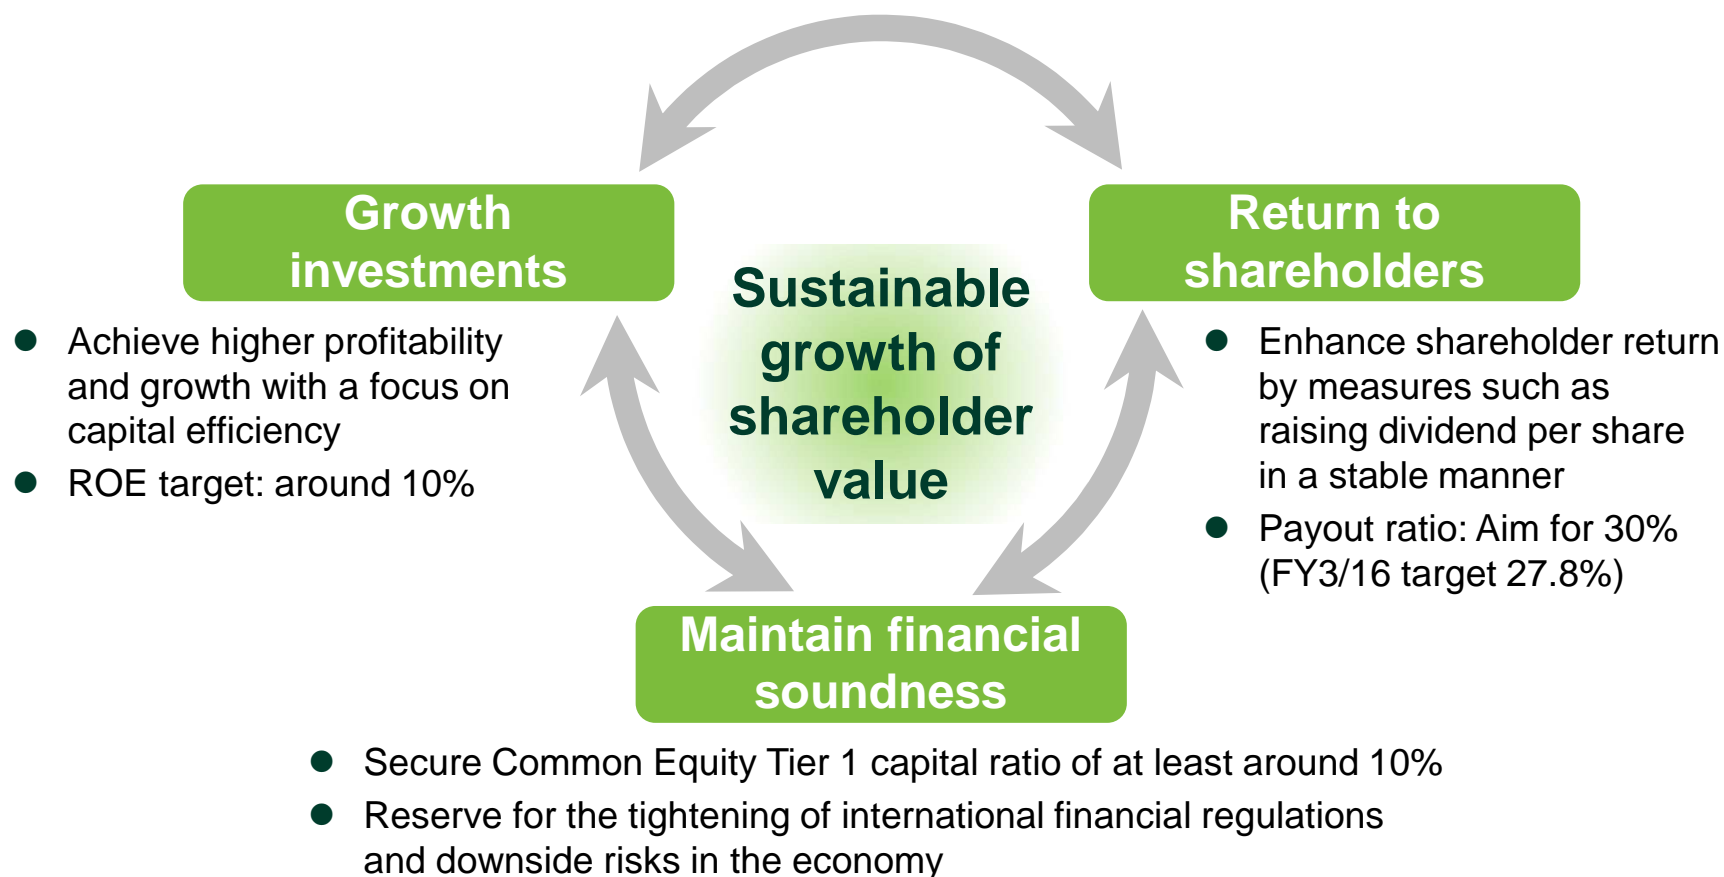 Growth
investments
● Achieve higher profitability
and growth with a focus on
capital efficiency
● ROE target: around 10%
Sustainable
growth of
shareholder
value
Return to
shareholders
● Enhance shareholder return
by measures such as
raising dividend per share
in a stable manner
● Payout ratio: Aim for 30%
(FY3/16 target 27.8%)
Maintain financial
soundness
● Secure Common Equity Tier 1 capital ratio of at least around 10%
● Reserve for the tightening of international financial regulations
and downside risks in the economy